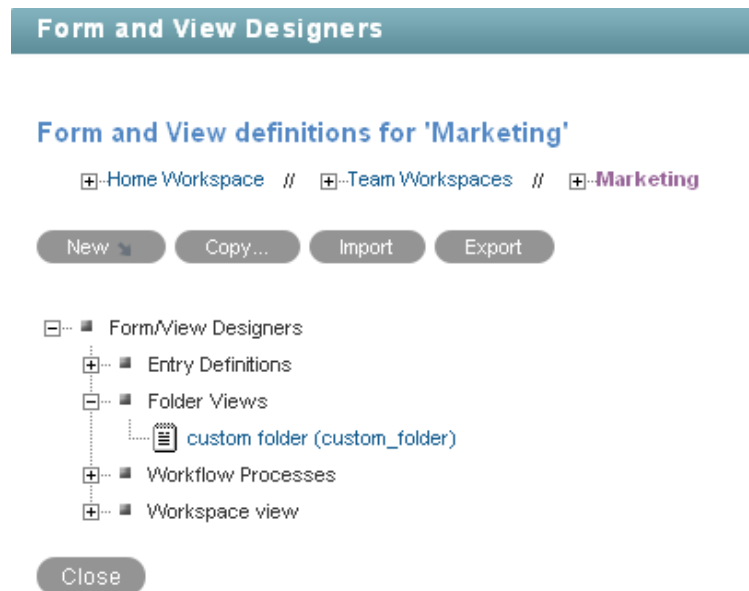 Form and View Designers
Form and View definitions for 'Marketing'
Home Workspace // Team Workspaces // Marketing
New Copy... Import Export
Form/View Designers
Entry Definitions
Folder Views
custom folder (custom_folder)
Workflow Processes
Workspace view
Close